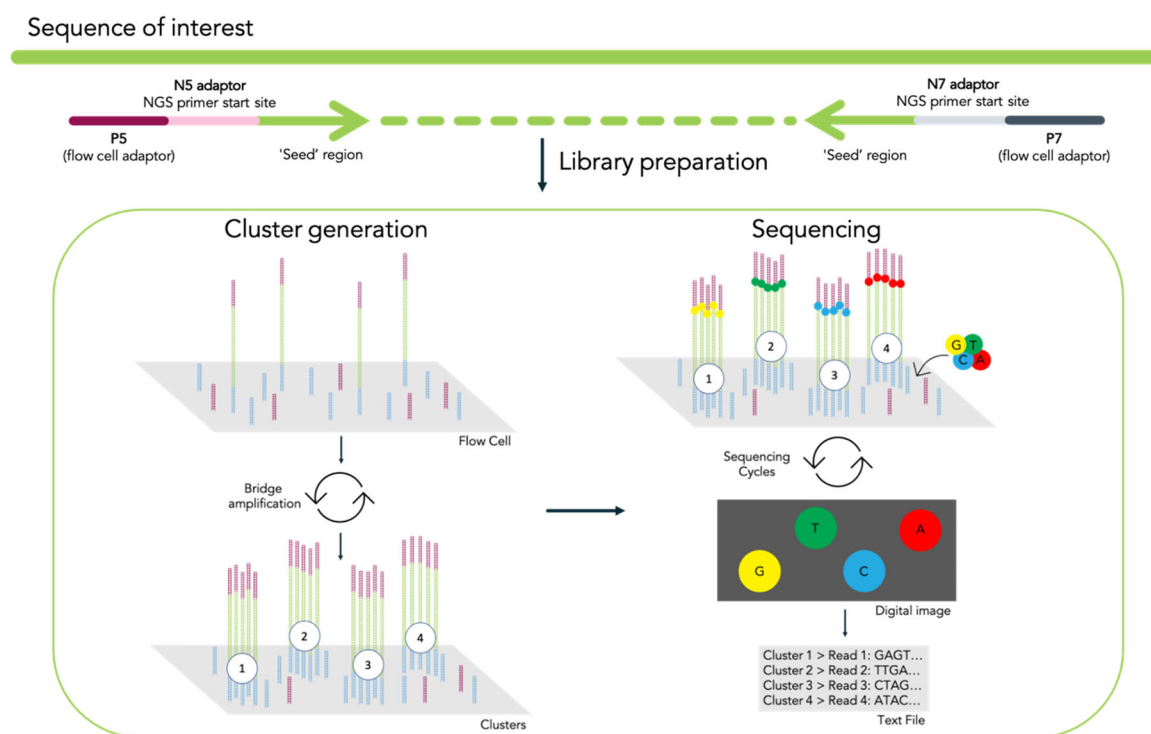 Sequence of interest
N5 adaptor
NGS primer start site
P5
(flow cell adaptor)
'Seed' region
N7 adaptor
NGS primer start site
'Seed' region
P7
(flow cell adaptor)
Library preparation
Cluster generation
Flow Cell
Bridge
amplification
1
2
3
4
Clusters
Sequencing
1
2
3
4
G
T
C
A
Sequencing
Cycles
G
T
C
A
Digital image
Cluster 1 > Read 1: GAGT...
Cluster 2 > Read 2: TTGA...
Cluster 3 > Read 3: CTAG...
Cluster 4 > Read 4: ATAC...
Text File